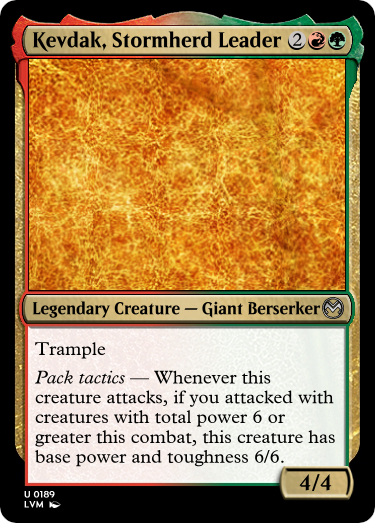 Kevdak, Stormherd Leader 2
Legendary Creature — Giant Berserker
Trample
Pack tactics — Whenever this
creature attacks, if you attacked with
creatures with total power 6 or
greater this combat, this creature has
base power and toughness 6/6.
4/4
U 0189
LVM